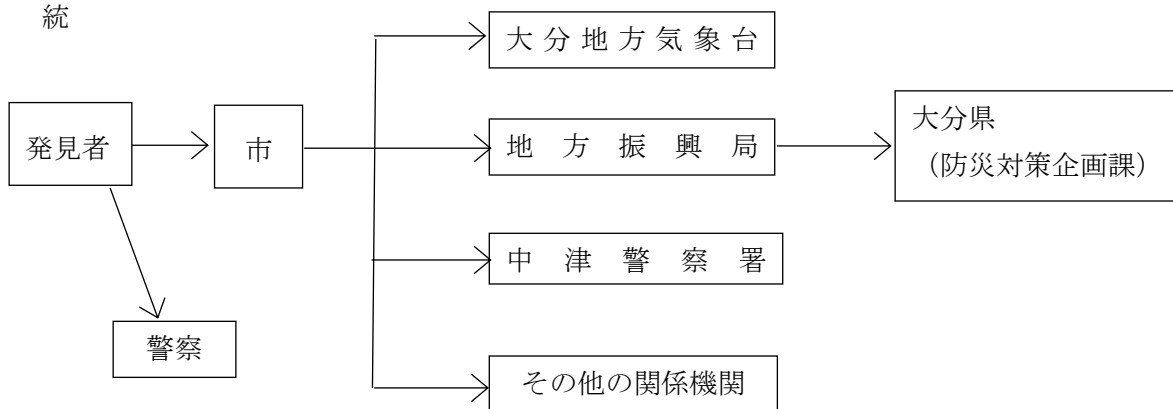 統
大分地方気象台
発見者
市
地方振興局
大分県
（防災対策企画課）
中津警察署
警察
その他の関係機関